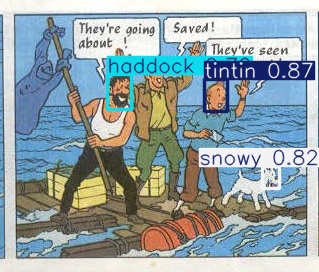 They're going
about !
Saved!
They've seen
haddock
tintin 0.87
snowy 0.82